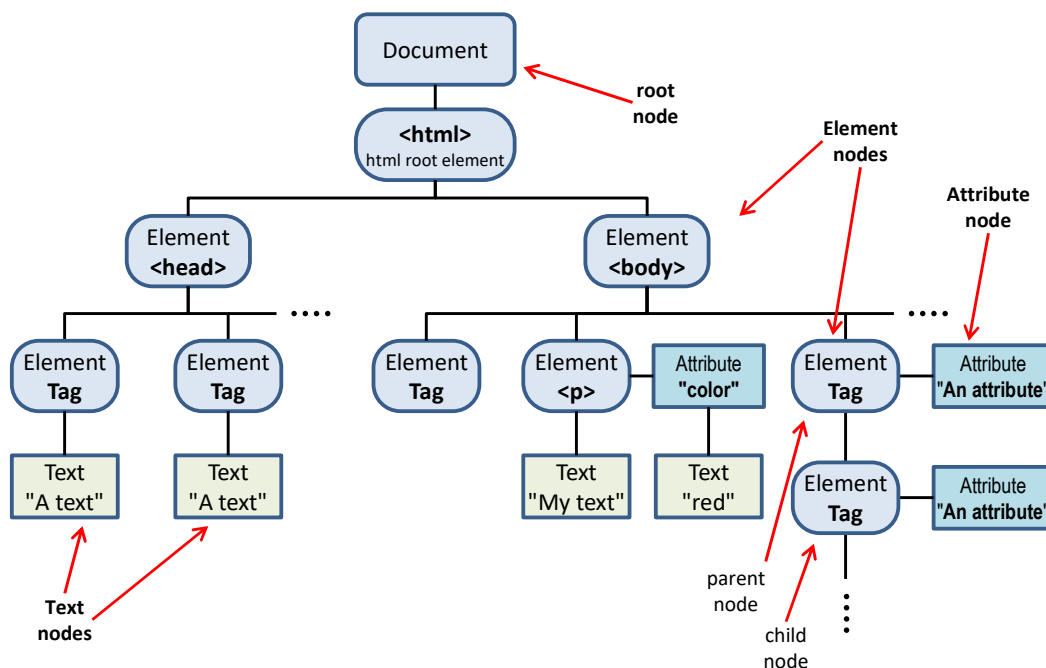 Document
root
node
<html>
html root element
Element
nodes
Attribute
node
Element
<head>
Element
<body>
....
....
Element
Tag
Element
Tag
Element
Tag
Element
<p>
Attribute
"color"
Element
Tag
Attribute
"An attribute"
Text
"A text"
Text
"A text"
Text
"My text"
Text
"red"
Element
Tag
Attribute
"An attribute"
Text
nodes
parent
node
child
node
....